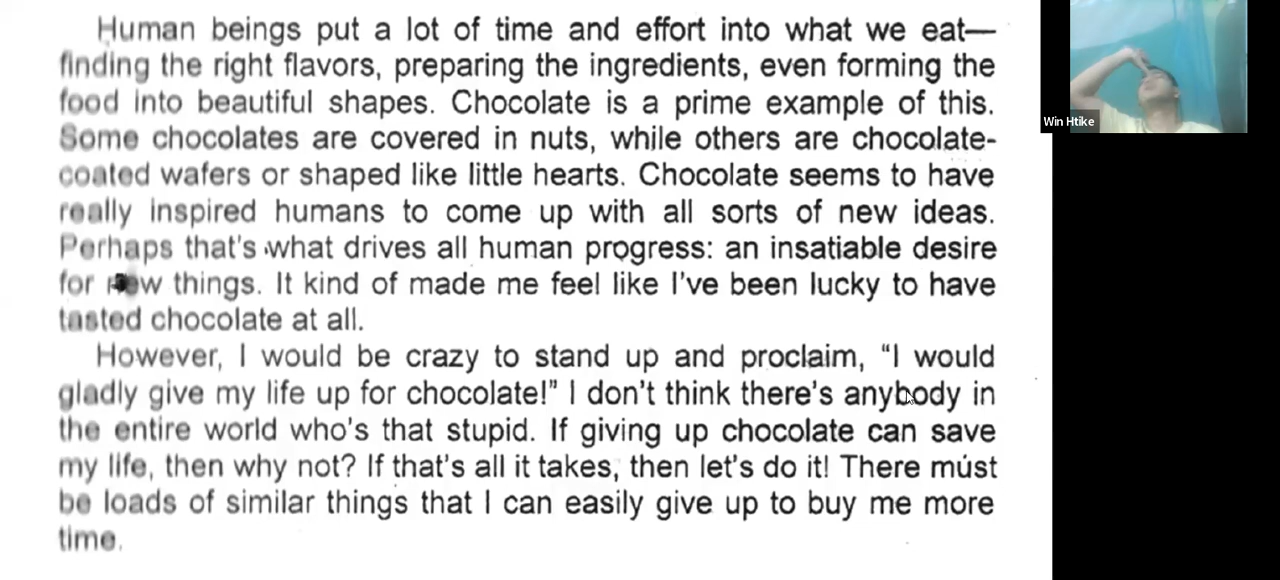 Human beings put a lot of time and effort into what we eat—
finding the right flavors, preparing the ingredients, even forming the
food into beautiful shapes. Chocolate is a prime example of this.
Some chocolates are covered in nuts, while others are chocolate-
coated wafers or shaped like little hearts. Chocolate seems to have
really inspired humans to come up with all sorts of new ideas.
Perhaps that's what drives all human progress: an insatiable desire
for new things. It kind of made me feel like I've been lucky to have
tasted chocolate at all.
However, I would be crazy to stand up and proclaim, “I would
gladly give my life up for chocolate!” I don't think there's anybody in
the entire world who's that stupid. If giving up chocolate can save
my life, then why not? If that's all it takes, then let's do it! There must
be loads of similar things that I can easily give up to buy me more
time.
Win Htike